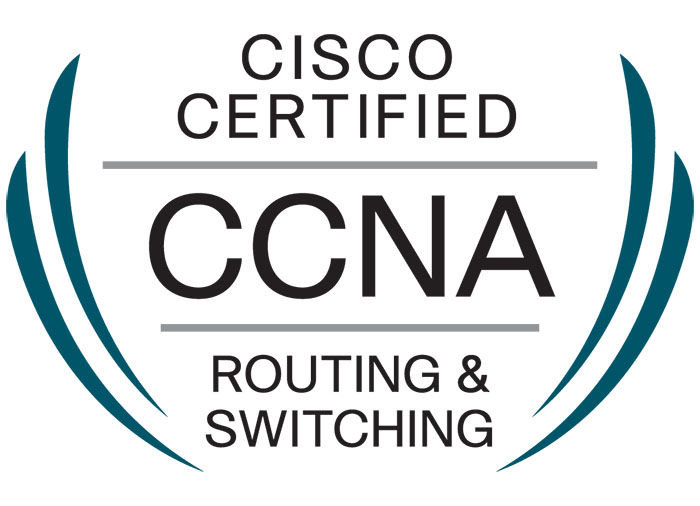 CISCO
CERTIFIED
CCNA
ROUTING &
SWITCHING